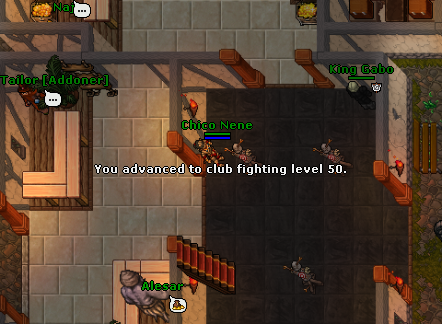 Tailor [Addoner]
King Gabo
Chico Nene
You advanced to club fighting level 50.
Alesar